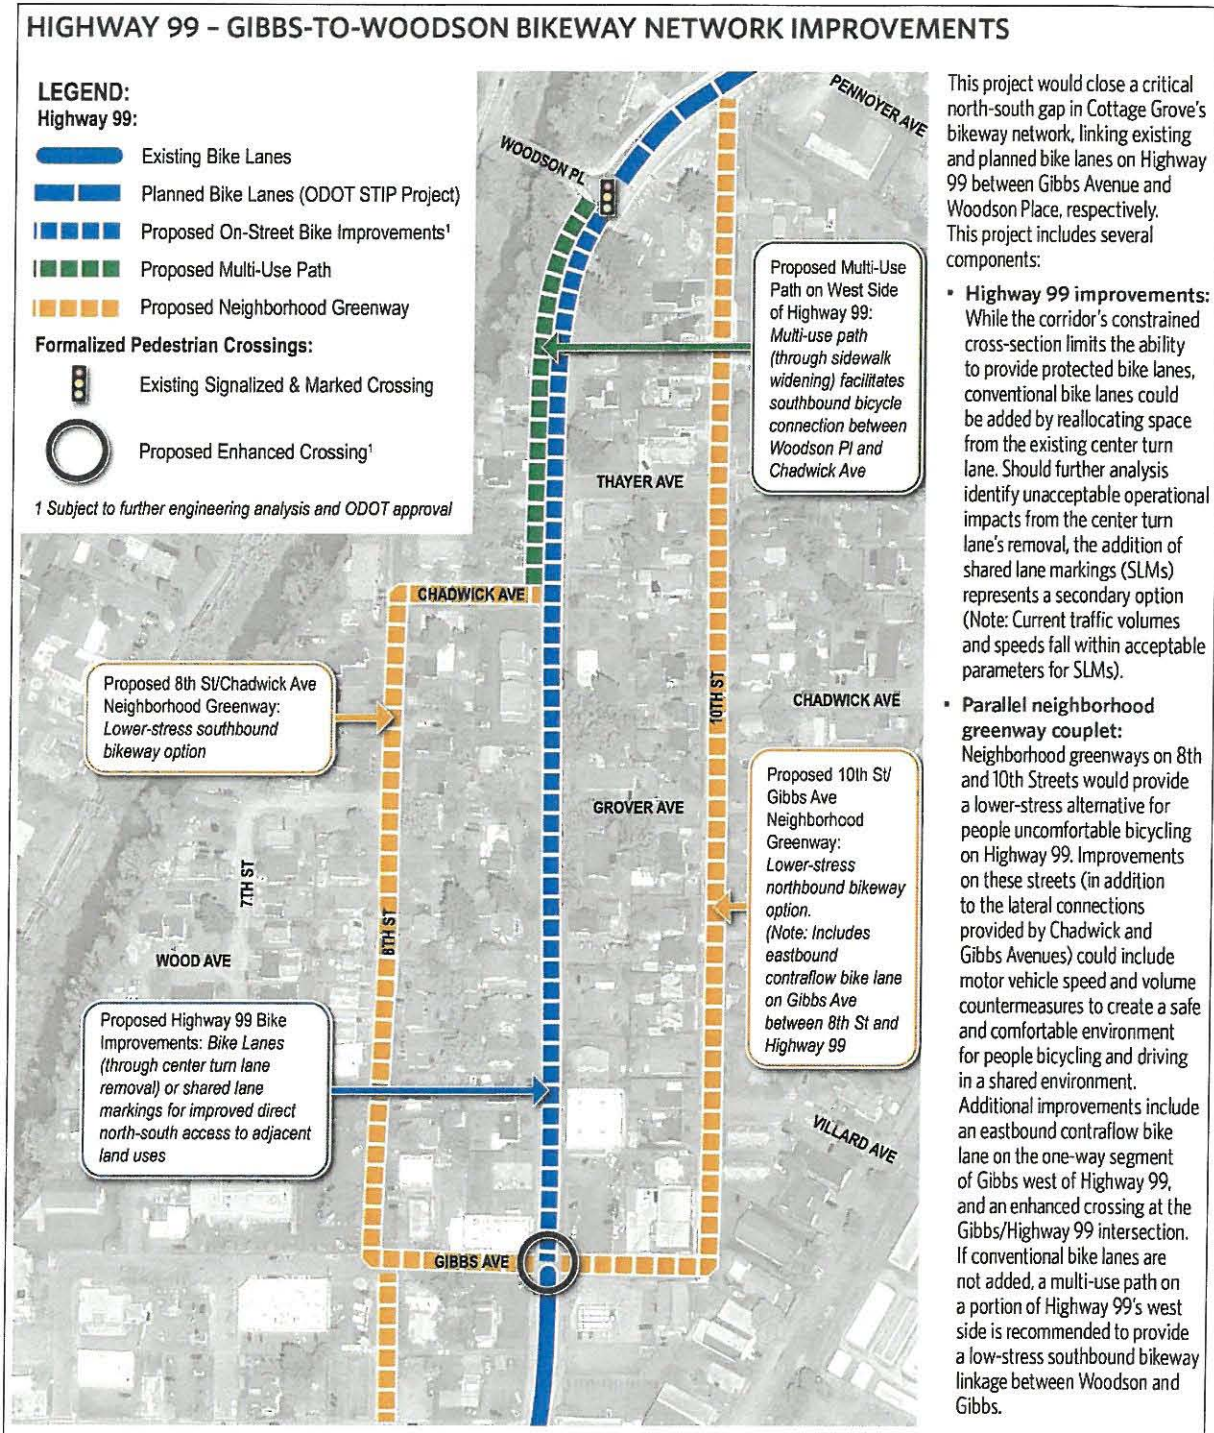 HIGHWAY 99 – GIBBS-TO-WOODSON BIKEWAY NETWORK IMPROVEMENTS
LEGEND:
Highway 99:
Existing Bike Lanes
Planned Bike Lanes (ODOT STIP Project)
Proposed On-Street Bike Improvements¹
Proposed Multi-Use Path
Proposed Neighborhood Greenway
Formalized Pedestrian Crossings:
Existing Signalized & Marked Crossing
Proposed Enhanced Crossing¹
1 Subject to further engineering analysis and ODOT approval
PENNOYER AVE
WOODSON PL
Proposed Multi-Use
Path on West Side
of Highway 99:
Multi-use path
(through sidewalk
widening) facilitates
southbound bicycle
connection between
Woodson Pl and
Chadwick Ave
THAYER AVE
CHADWICK AVE
Proposed 8th St/Chadwick Ave
Neighborhood Greenway:
Lower-stress southbound
bikeway option
10TH ST
CHADWICK AVE
Proposed 10th St/
Gibbs Ave
Neighborhood
Greenway:
Lower-stress
northbound bikeway
option.
(Note: Includes
eastbound
contraflow bike lane
on Gibbs Ave
between 8th St and
Highway 99
GROVER AVE
7TH ST
8TH ST
WOOD AVE
Proposed Highway 99 Bike
Improvements: Bike Lanes
(through center turn lane
removal) or shared lane
markings for improved direct
north-south access to adjacent
land uses
VILLARD AVE
GIBBS AVE
This project would close a critical
north-south gap in Cottage Grove's
bikeway network, linking existing
and planned bike lanes on Highway
99 between Gibbs Avenue and
Woodson Place, respectively.
This project includes several
components:
• Highway 99 improvements:
While the corridor's constrained
cross-section limits the ability
to provide protected bike lanes,
conventional bike lanes could
be added by reallocating space
from the existing center turn
lane. Should further analysis
identify unacceptable operational
impacts from the center turn
lane's removal, the addition of
shared lane markings (SLMs)
represents a secondary option
(Note: Current traffic volumes
and speeds fall within acceptable
parameters for SLMs).
• Parallel neighborhood
greenway couplet:
Neighborhood greenways on 8th
and 10th Streets would provide
a lower-stress alternative for
people uncomfortable bicycling
on Highway 99. Improvements
on these streets (in addition
to the lateral connections
provided by Chadwick and
Gibbs Avenues) could include
motor vehicle speed and volume
countermeasures to create a safe
and comfortable environment
for people bicycling and driving
in a shared environment.
Additional improvements include
an eastbound contraflow bike
lane on the one-way segment
of Gibbs west of Highway 99,
and an enhanced crossing at the
Gibbs/Highway 99 intersection.
If conventional bike lanes are
not added, a multi-use path on
a portion of Highway 99's west
side is recommended to provide
a low-stress southbound bikeway
linkage between Woodson and
Gibbs.